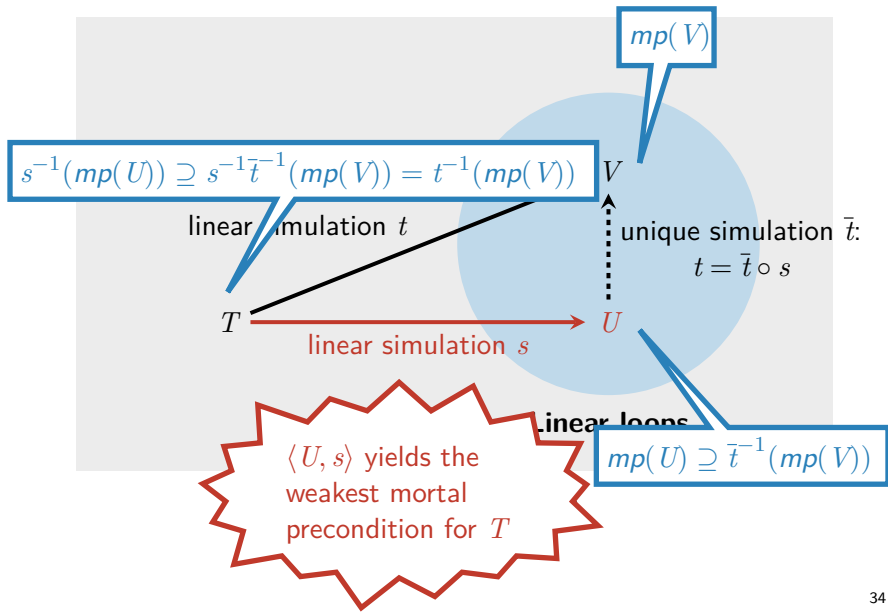 mp(V)
s⁻¹(mp(U)) ⊇ s⁻¹t̄⁻¹(mp(V)) = t⁻¹(mp(V))
V
linear simulation t
unique simulation t̄:
t = t̄ ∘ s
T
U
linear simulation s
Linear loops
mp(U) ⊇ t̄⁻¹(mp(V))
⟨U, s⟩ yields the
weakest mortal
precondition for T
34